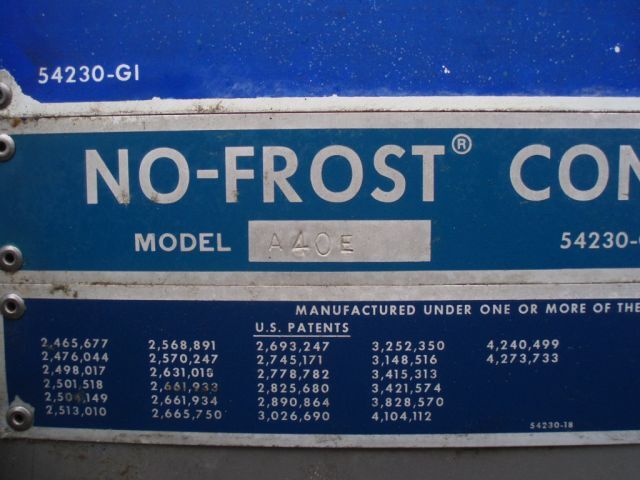 54230-GI
NO-FROST® CON
MODEL A40E 54230-
MANUFACTURED UNDER ONE OR MORE OF THE
U.S. PATENTS
2,465,677 2,568,891 2,693,247 3,252,350 4,240,499
2,476,044 2,570,247 2,745,171 3,148,516 4,273,733
2,498,017 2,631,018 2,778,782 3,415,313
2,501,518 2,661,933 2,825,680 3,421,574
2,504,149 2,661,934 2,890,864 3,828,570
2,513,010 2,665,750 3,026,690 4,104,112
54230-18